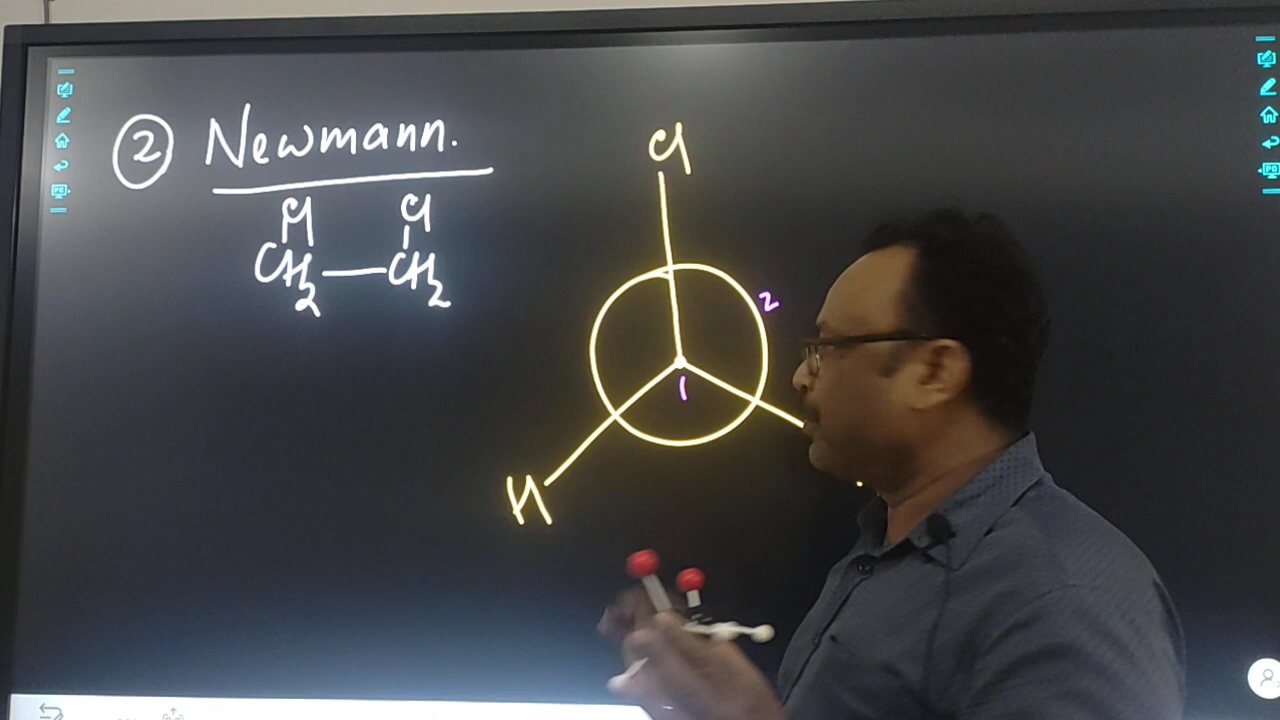 ② Newmann.
Cl Cl
CH2—CH2
Cl
2
1
H